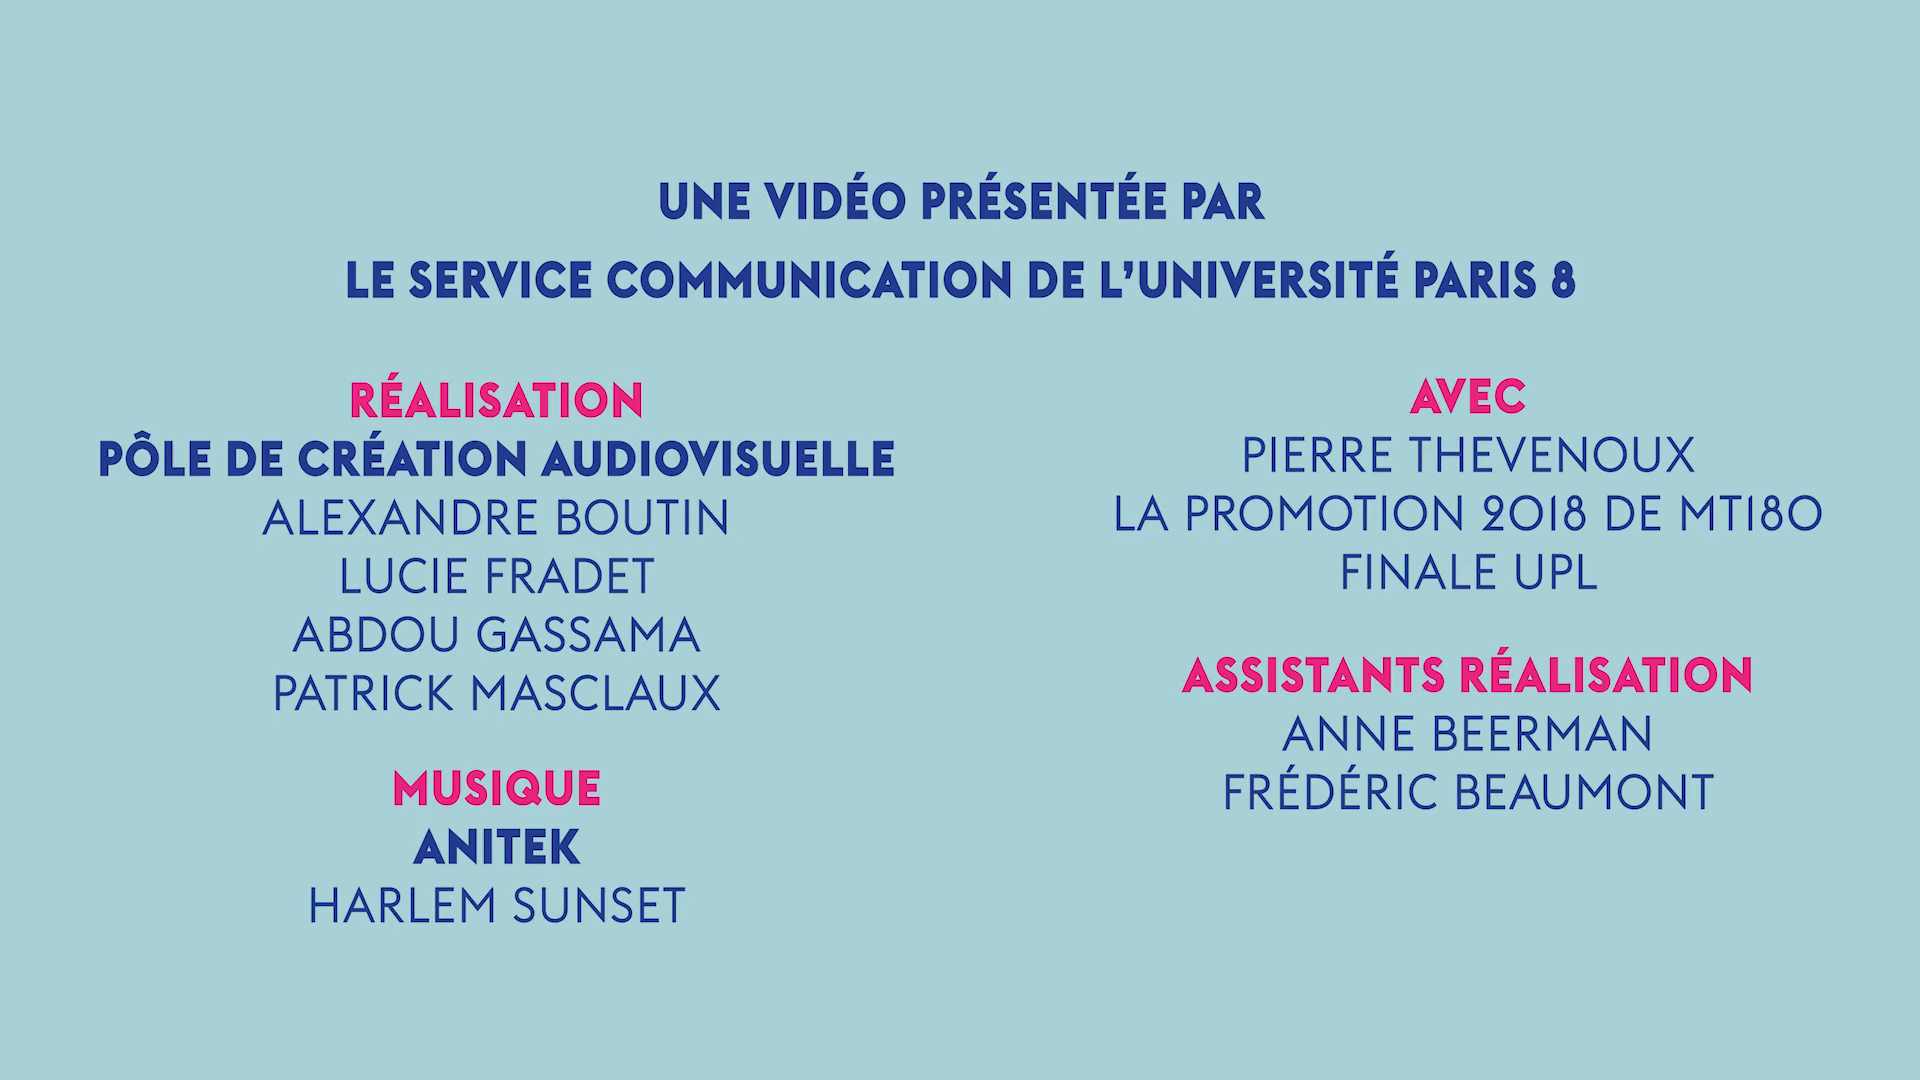 UNE VIDÉO PRÉSENTÉE PAR
LE SERVICE COMMUNICATION DE L’UNIVERSITÉ PARIS 8
RÉALISATION
PÔLE DE CRÉATION AUDIOVISUELLE
ALEXANDRE BOUTIN
LUCIE FRADET
ABDOU GASSAMA
PATRICK MASCLAUX
MUSIQUE
ANITEK
HARLEM SUNSET
AVEC
PIERRE THEVENOUX
LA PROMOTION 2018 DE MT180
FINALE UPL
ASSISTANTS RÉALISATION
ANNE BEERMAN
FRÉDÉRIC BEAUMONT